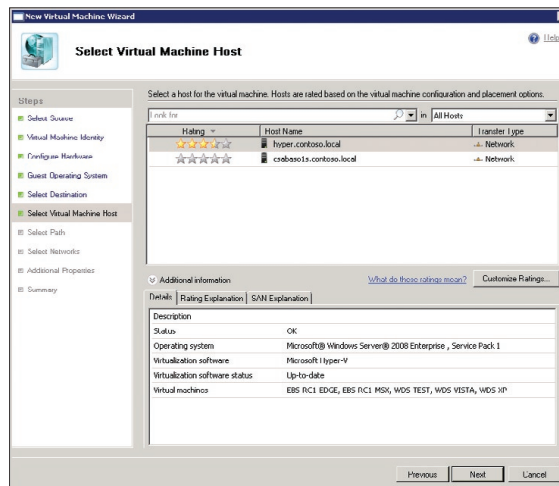 New Virtual Machine Wizard
Select Virtual Machine Host
Help
Steps
Select Source
Virtual Machine Identity
Configure Hardware
Guest Operating System
Select Destination
Select Virtual Machine Host
Select Path
Select Networks
Additional Properties
Summary
Select a host for the virtual machine. Hosts are rated based on the virtual machine configuration and placement options.
Look for
in All Hosts
Rating Host Name Transfer Type
hyper.contoso.local Network
csabaso1s.contoso.local Network
Additional information
What do these ratings mean?
Customize Ratings...
Details Rating Explanation SAN Explanation
Description
Status OK
Operating system Microsoft® Windows Server® 2008 Enterprise , Service Pack 1
Virtualization software Microsoft Hyper-V
Virtualization software status Up-to-date
Virtual machines EBS RC1 EDGE, EBS RC1 MSX, WDS TEST, WDS VISTA, WDS XP
Previous Next Cancel